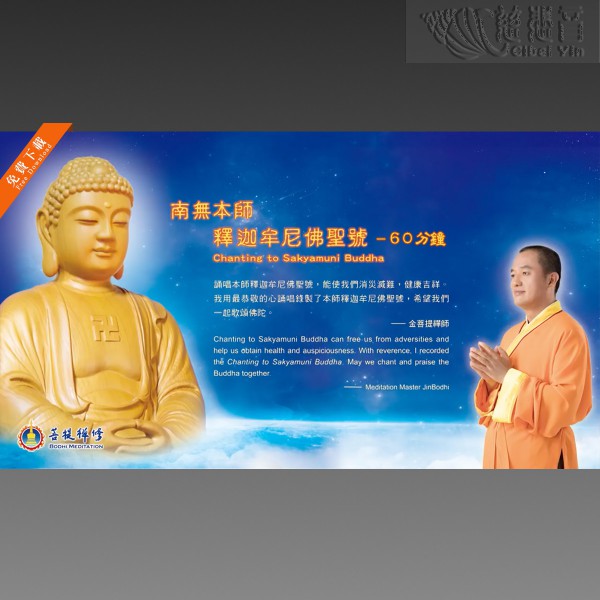 慈悲音
Cibei Yin
免費下載
Free Download
南無本師
釋迦牟尼佛聖號 – 60分鐘
Chanting to Sakyamuni Buddha
誦唱本師釋迦牟尼佛聖號，能使我們消災滅難，健康吉祥。
我用最恭敬的心誦唱錄製了本師釋迦牟尼佛聖號，希望我們
一起歌頌佛陀。
—— 金菩提禪師
Chanting to Sakyamuni Buddha can free us from adversities and
help us obtain health and auspiciousness. With reverence, I recorded
the Chanting to Sakyamuni Buddha. May we chant and praise the
Buddha together.
—— Meditation Master JinBodhi
菩提禪修
BODHI MEDITATION